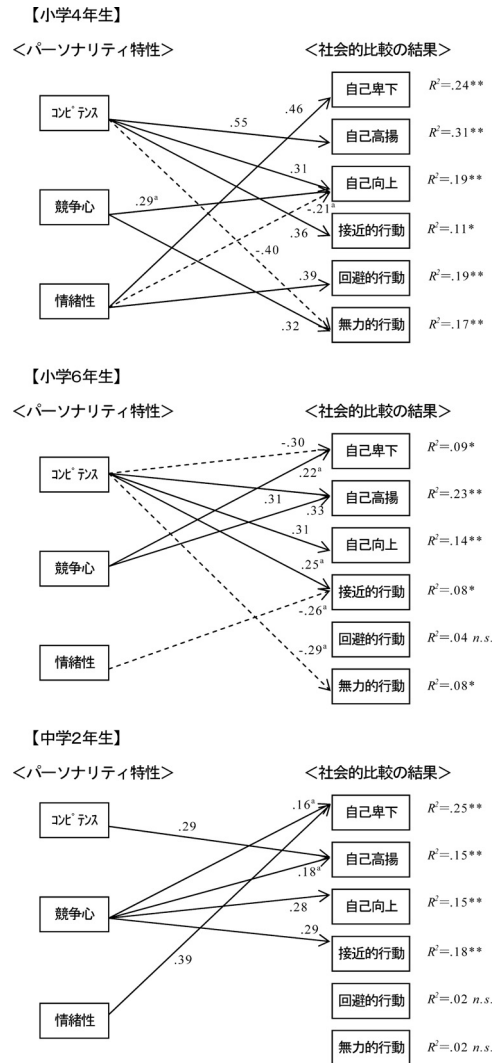 【小学4年生】
<パーソナリティ特性> <社会的比較の結果>
コンピテンス
競争心
情緒性
自己卑下 R²=.24**
自己高揚 R²=.31**
自己向上 R²=.19**
接近的行動 R²=.11*
回避的行動 R²=.19**
無力的行動 R²=.17**
.46
.55
.31
.29ª
-.21ª
.36
-.40
.39
.32
【小学6年生】
<パーソナリティ特性> <社会的比較の結果>
コンピテンス
競争心
情緒性
自己卑下 R²=.09*
自己高揚 R²=.23**
自己向上 R²=.14**
接近的行動 R²=.08*
回避的行動 R²=.04 n.s.
無力的行動 R²=.08*
-.30
.22ª
.31
.33
.31
.25ª
-.26ª
-.29ª
【中学2年生】
<パーソナリティ特性> <社会的比較の結果>
コンピテンス
競争心
情緒性
自己卑下 R²=.25**
自己高揚 R²=.15**
自己向上 R²=.15**
接近的行動 R²=.18**
回避的行動 R²=.02 n.s.
無力的行動 R²=.02 n.s.
.16ª
.29
.18ª
.28
.29
.39